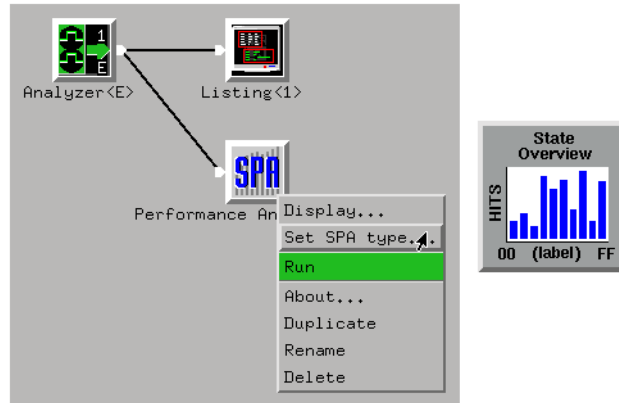 1
E
Analyzer<E>
Listing<1>
SPA
Performance An
Display...
Set SPA type...
Run
About...
Duplicate
Rename
Delete
State
Overview
HITS
00 (label) FF